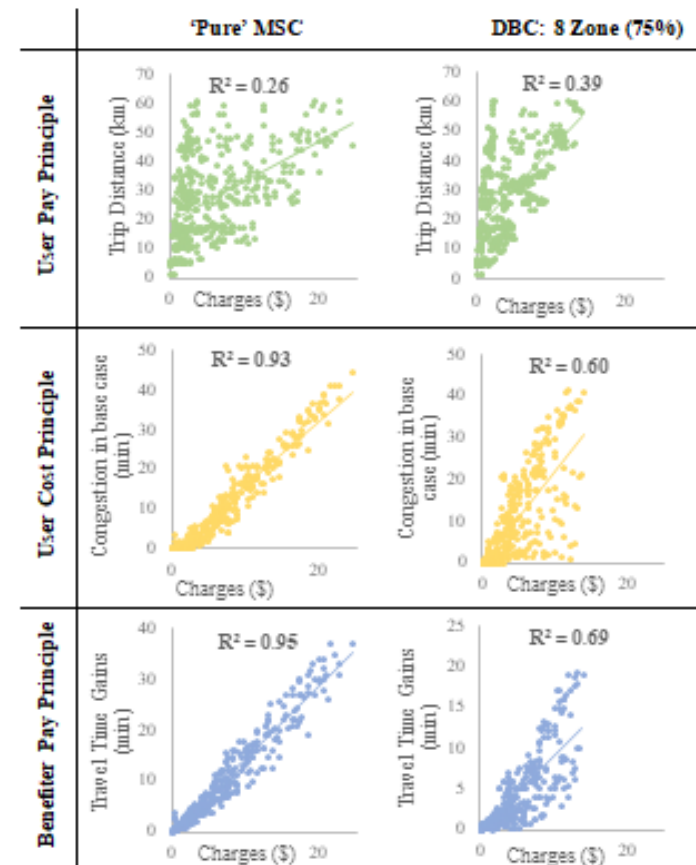 ‘Pure’ MSC
DBC: 8 Zone (75%)
User Pay Principle
Trip Distance (km)
70
60
50
40
30
20
10
0
R² = 0.26
0
Charges ($)
20
Trip Distance (km)
70
60
50
40
30
20
10
0
R² = 0.39
0
Charges ($)
20
User Cost Principle
Congestion in base case
(min)
50
40
30
20
10
0
R² = 0.93
0
Charges ($)
20
Congestion in base
case (min)
50
40
30
20
10
0
R² = 0.60
0
Charges ($)
20
Benefiter Pay Principle
Travel Time Gains
(min)
40
30
20
10
0
R² = 0.95
0
Charges ($)
20
Travel Time Gains
(min)
25
20
15
10
5
0
R² = 0.69
0
Charges ($)
20